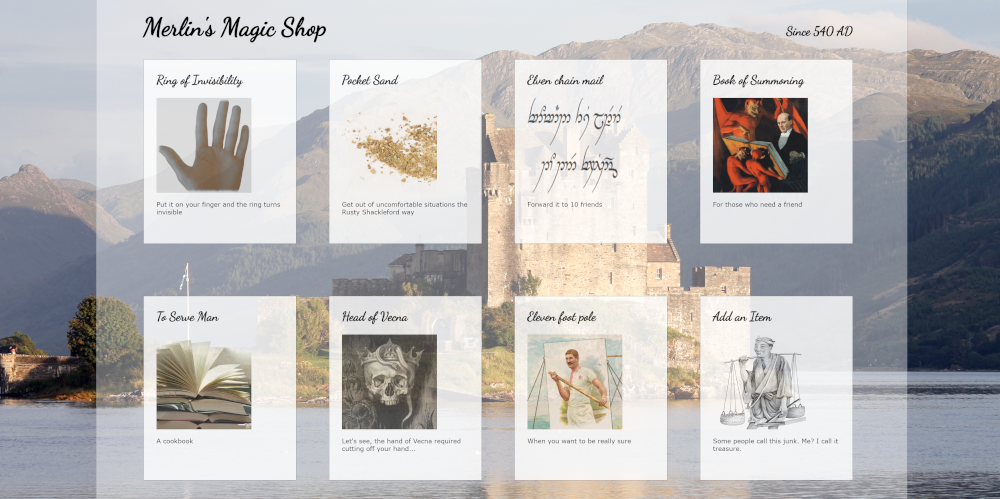 Merlin's Magic Shop
Since 540 AD
Ring of Invisibility
Put it on your finger and the ring turns
invisible
Pocket Sand
Get out of uncomfortable situations the
Rusty Shackleford way
Elven chain mail
Forward it to 10 friends
Book of Summoning
For those who need a friend
To Serve Man
A cookbook
Head of Vecna
Let's see, the hand of Vecna required
cutting off your hand...
Eleven foot pole
When you want to be really sure
Add an Item
Some people call this junk. Me? I call it
treasure.